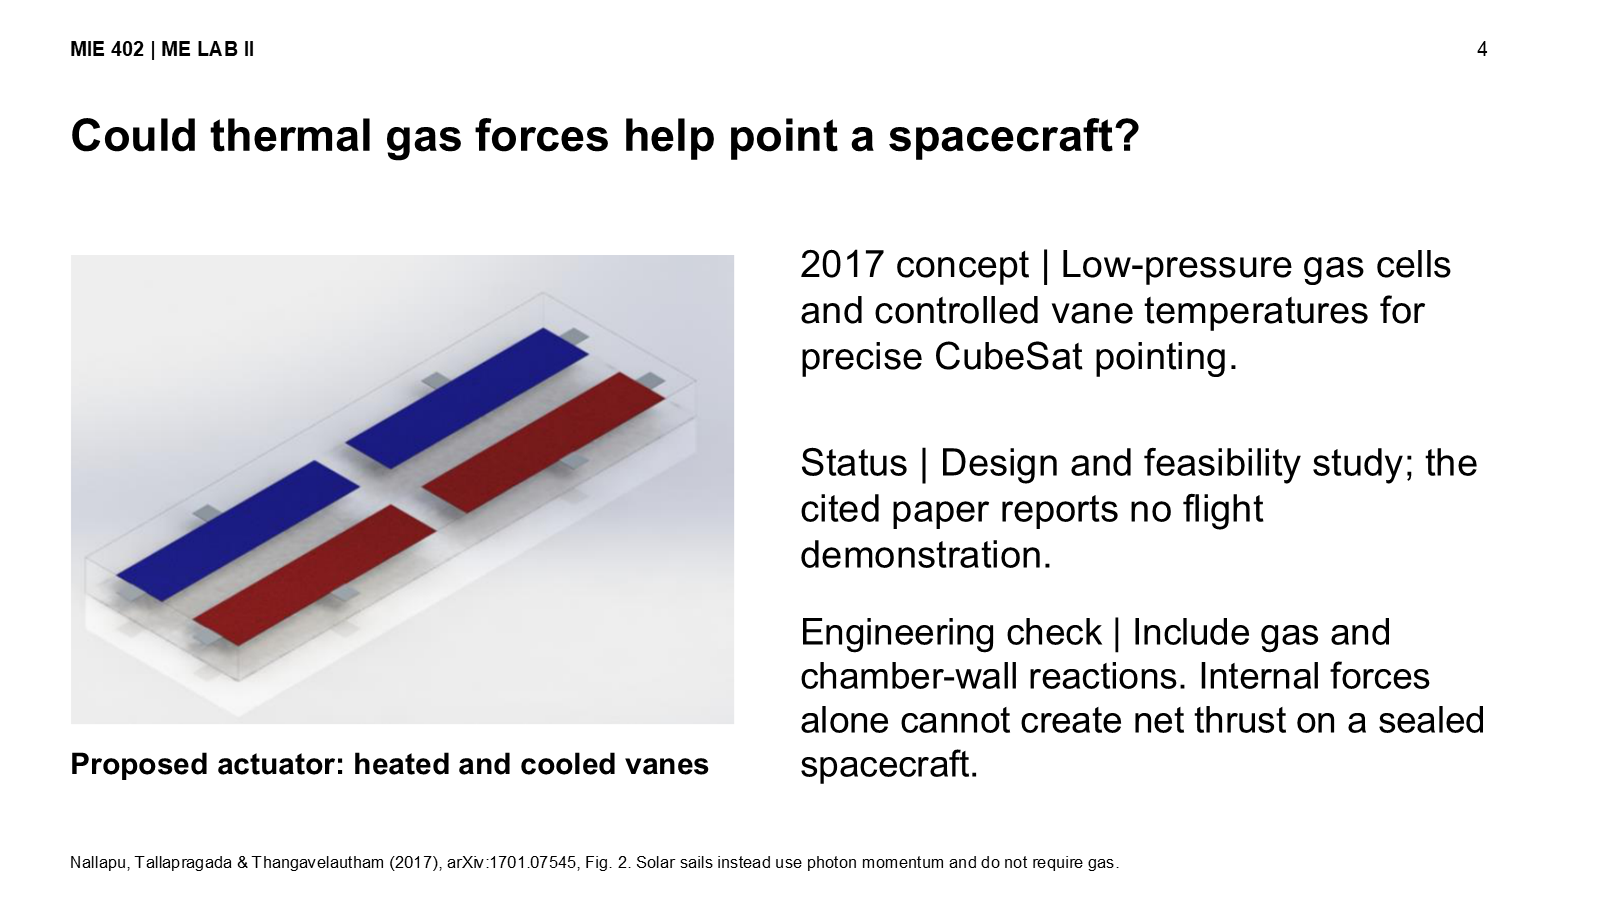 MIE 402 | ME LAB II
4
Could thermal gas forces help point a spacecraft?
2017 concept | Low-pressure gas cells
and controlled vane temperatures for
precise CubeSat pointing.
Status | Design and feasibility study; the
cited paper reports no flight
demonstration.
Engineering check | Include gas and
chamber-wall reactions. Internal forces
alone cannot create net thrust on a sealed
spacecraft.
Proposed actuator: heated and cooled vanes
Nallapu, Tallapragada & Thangavelautham (2017), arXiv:1701.07545, Fig. 2. Solar sails instead use photon momentum and do not require gas.